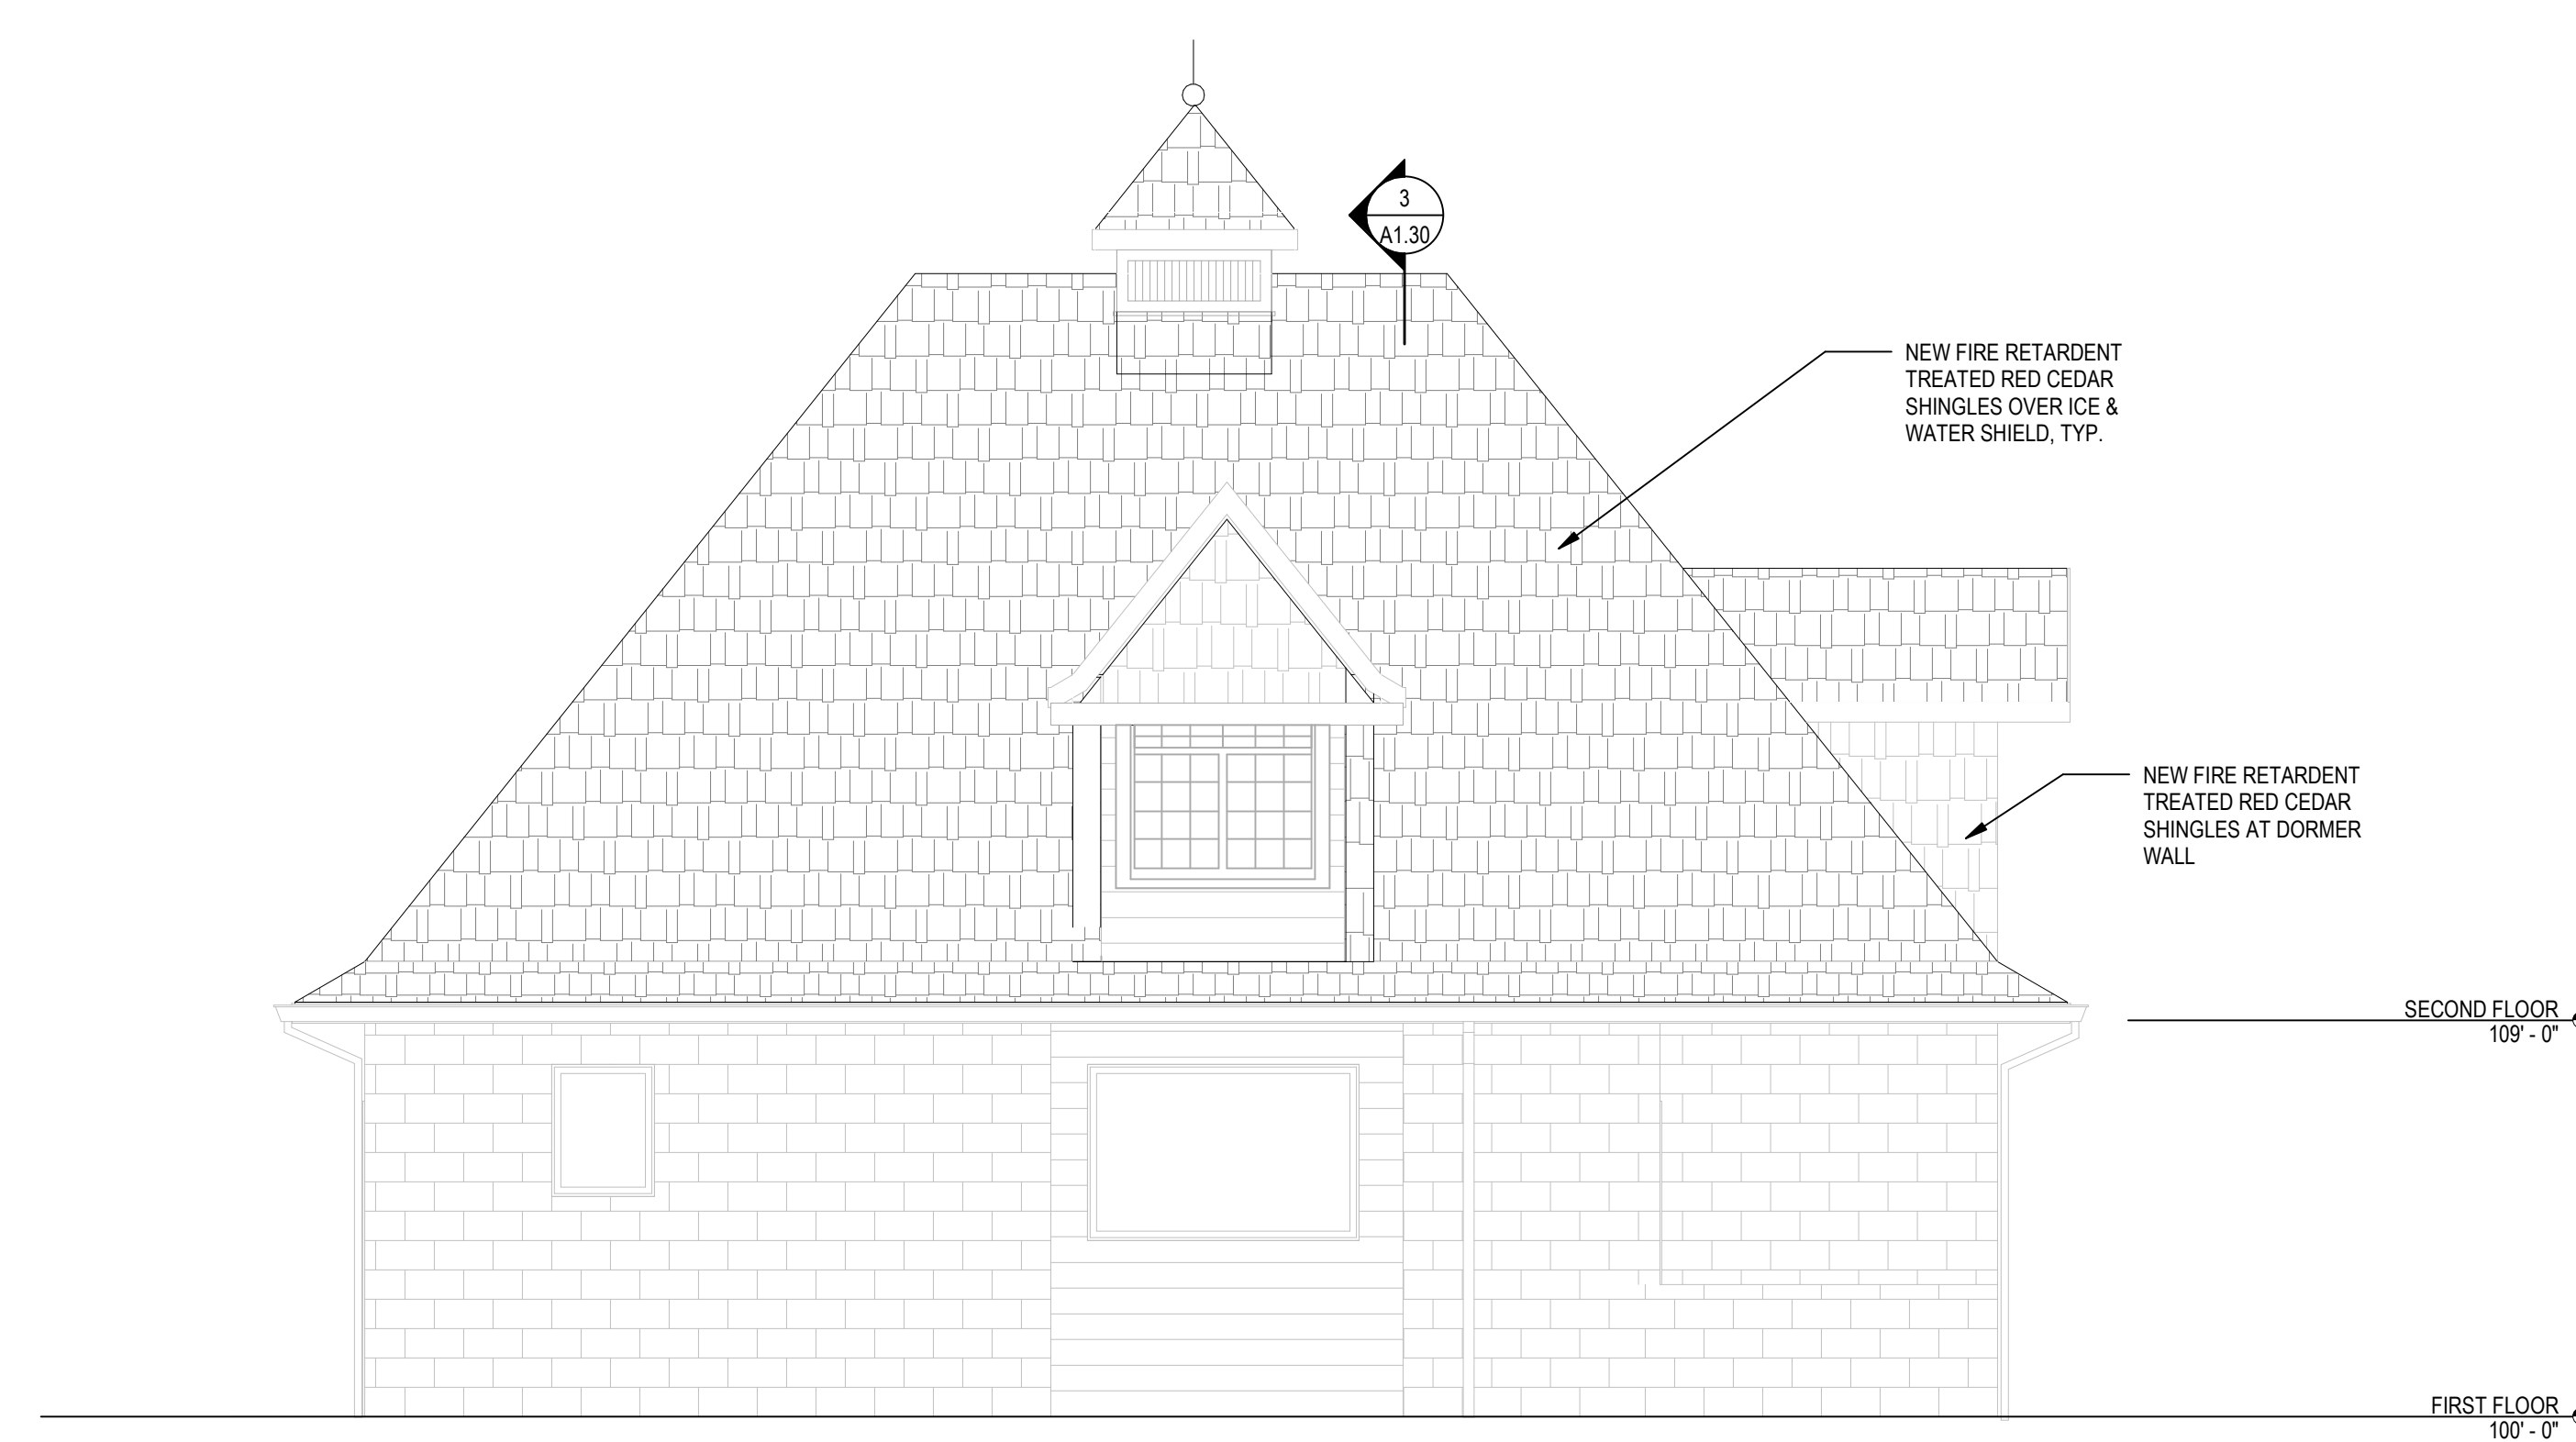 3
A1.30
NEW FIRE RETARDENT
TREATED RED CEDAR
SHINGLES OVER ICE &
WATER SHIELD, TYP.
NEW FIRE RETARDENT
TREATED RED CEDAR
SHINGLES AT DORMER
WALL
SECOND FLOOR
109' - 0"
FIRST FLOOR
100' - 0"